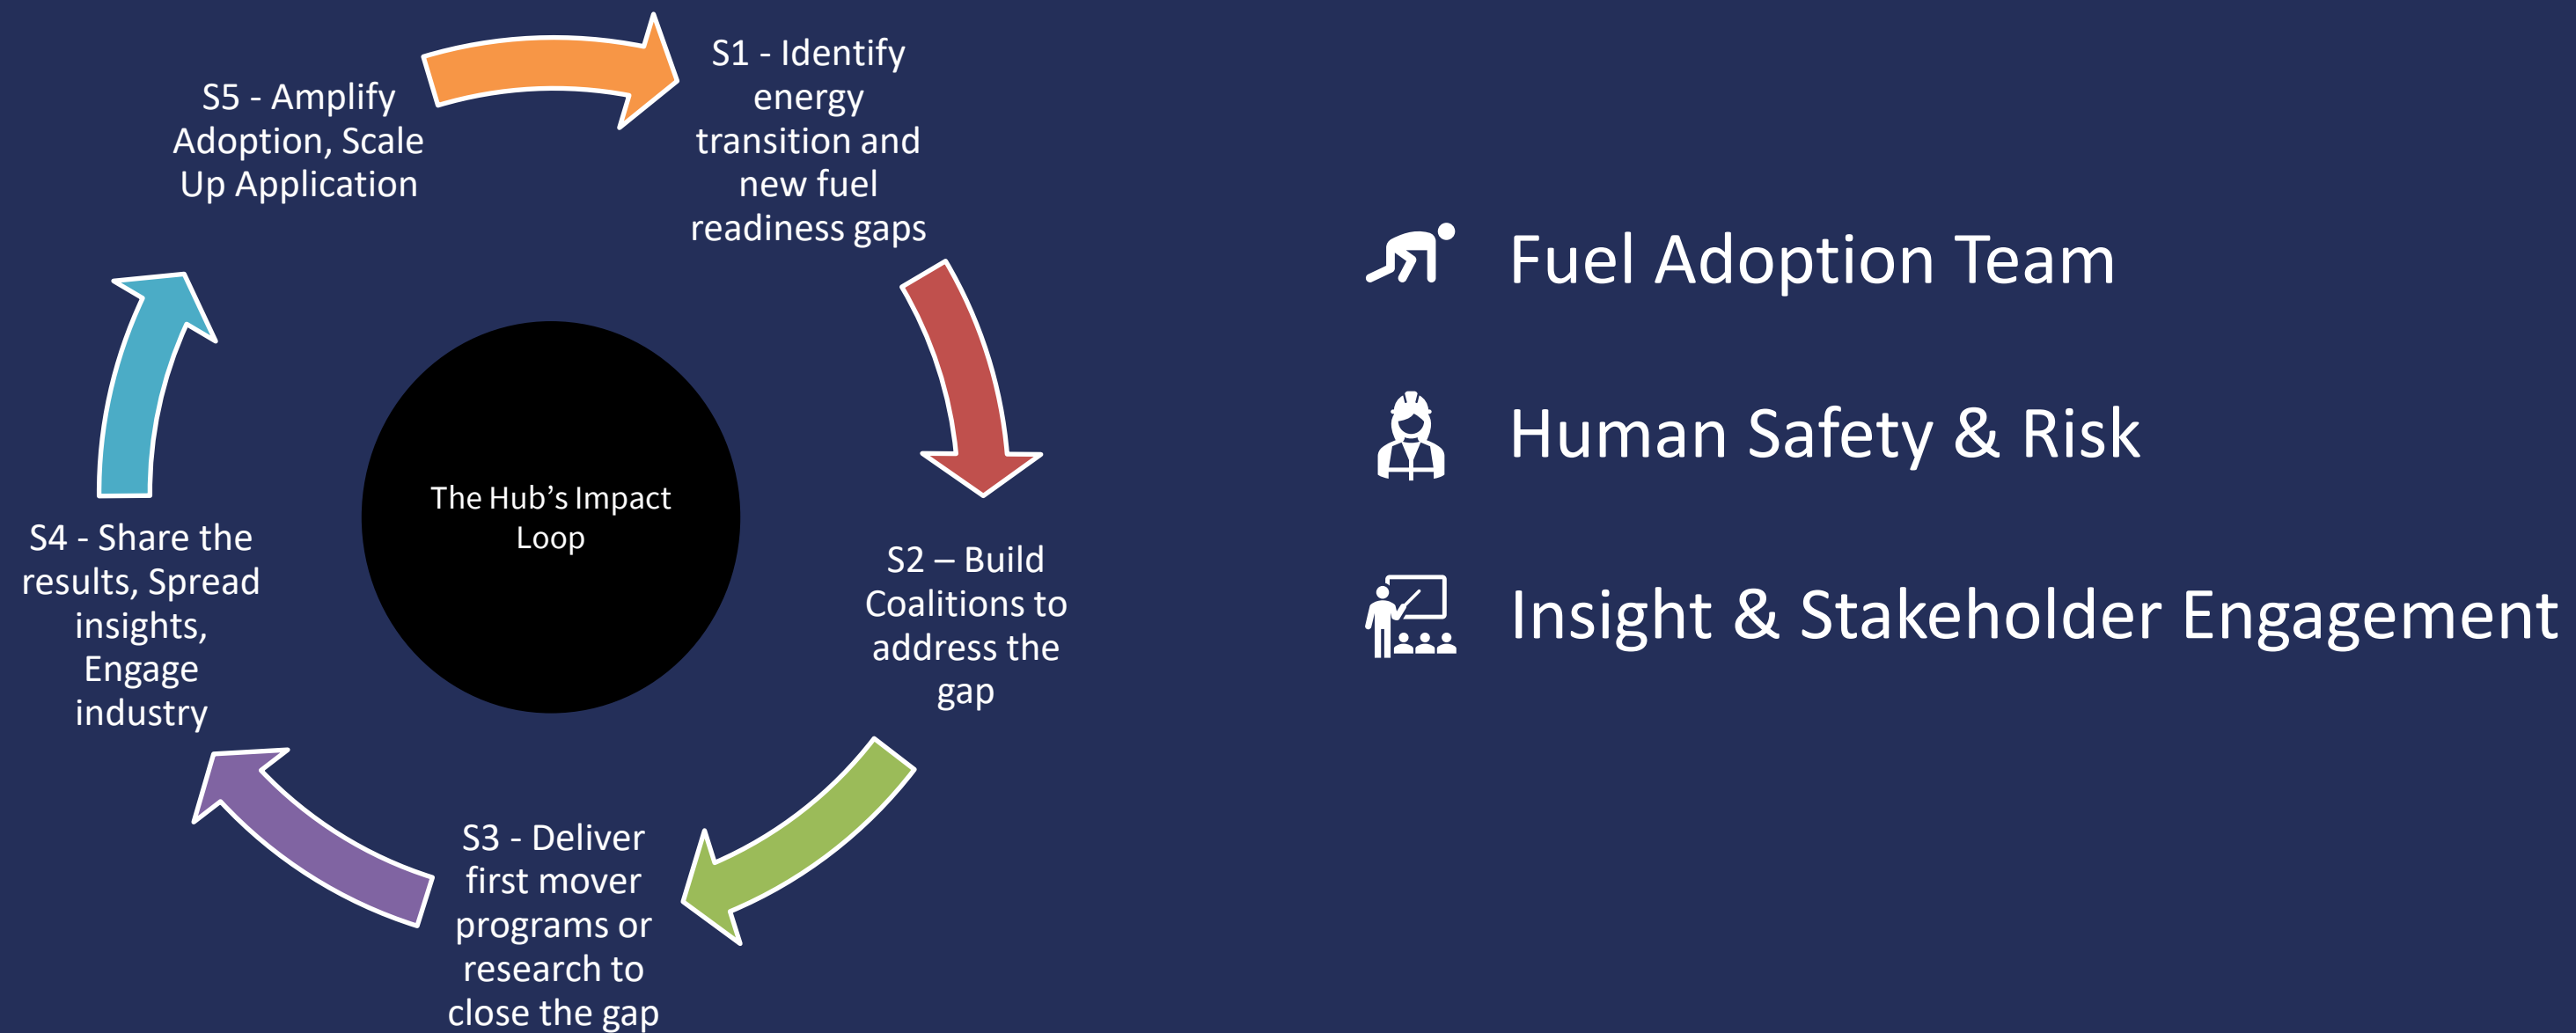 S1 - Identify
energy
transition and
new fuel
readiness gaps
S2 – Build
Coalitions to
address the
gap
S3 - Deliver
first mover
programs or
research to
close the gap
S4 - Share the
results, Spread
insights,
Engage
industry
S5 - Amplify
Adoption, Scale
Up Application
The Hub’s Impact
Loop
Fuel Adoption Team
Human Safety & Risk
Insight & Stakeholder Engagement